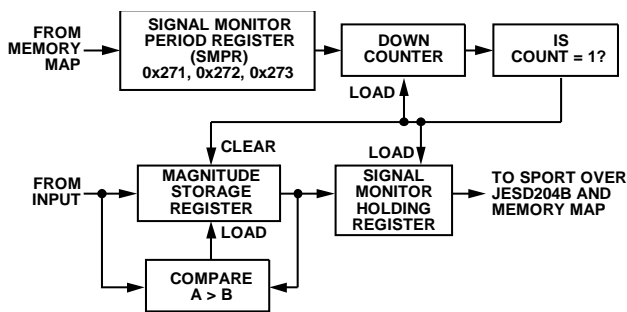 FROM
MEMORY
MAP
SIGNAL MONITOR
PERIOD REGISTER
(SMPR)
0x271, 0x272, 0x273
DOWN
COUNTER
IS
COUNT = 1?
LOAD
CLEAR
LOAD
FROM
INPUT
MAGNITUDE
STORAGE
REGISTER
SIGNAL
MONITOR
HOLDING
REGISTER
TO SPORT OVER
JESD204B AND
MEMORY MAP
LOAD
COMPARE
A > B